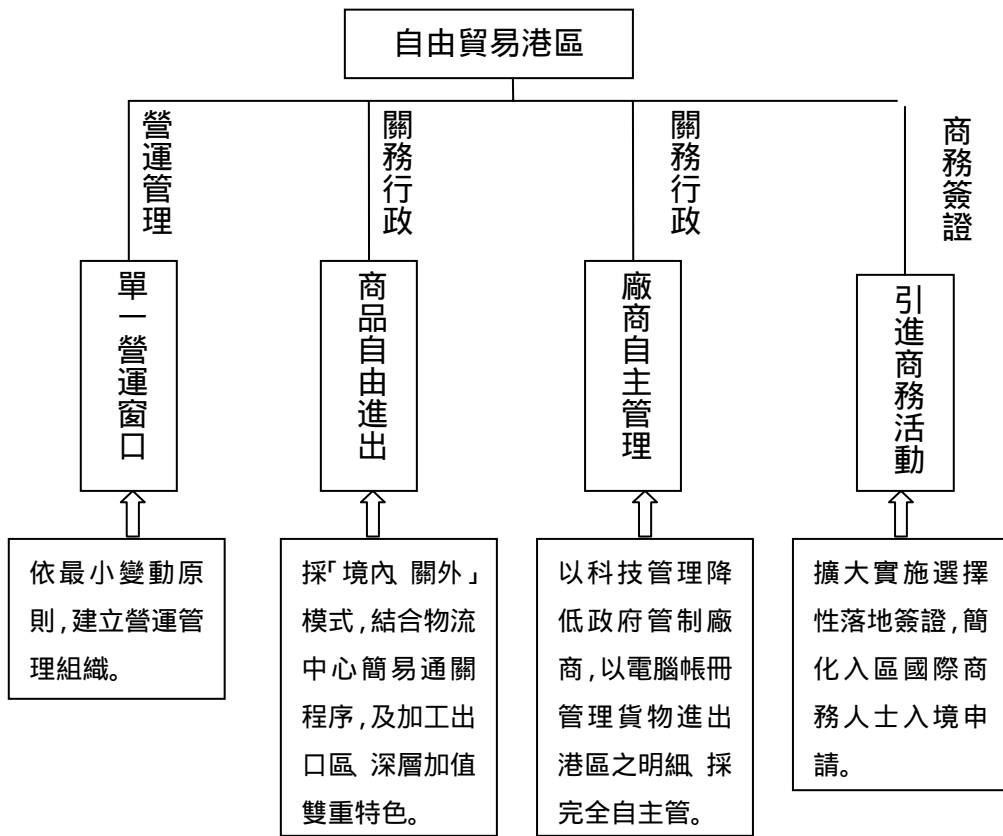 自由貿易港區
營運管理
關務行政
關務行政
商務簽證
單一營運窗口
商品自由進出
廠商自主管理
引進商務活動
依最小變動原
則,建立營運管
理組織。
採「境內、關外」
模式,結合物流
中心簡易通關
程序,及加工出
口區、深層加值
雙重特色。
以科技管理降
低政府管制廠
商,以電腦帳冊
管理貨物進出
港區之明細、採
完全自主管。
擴大實施選擇
性落地簽證,簡
化入區國際商
務人士入境申
請。